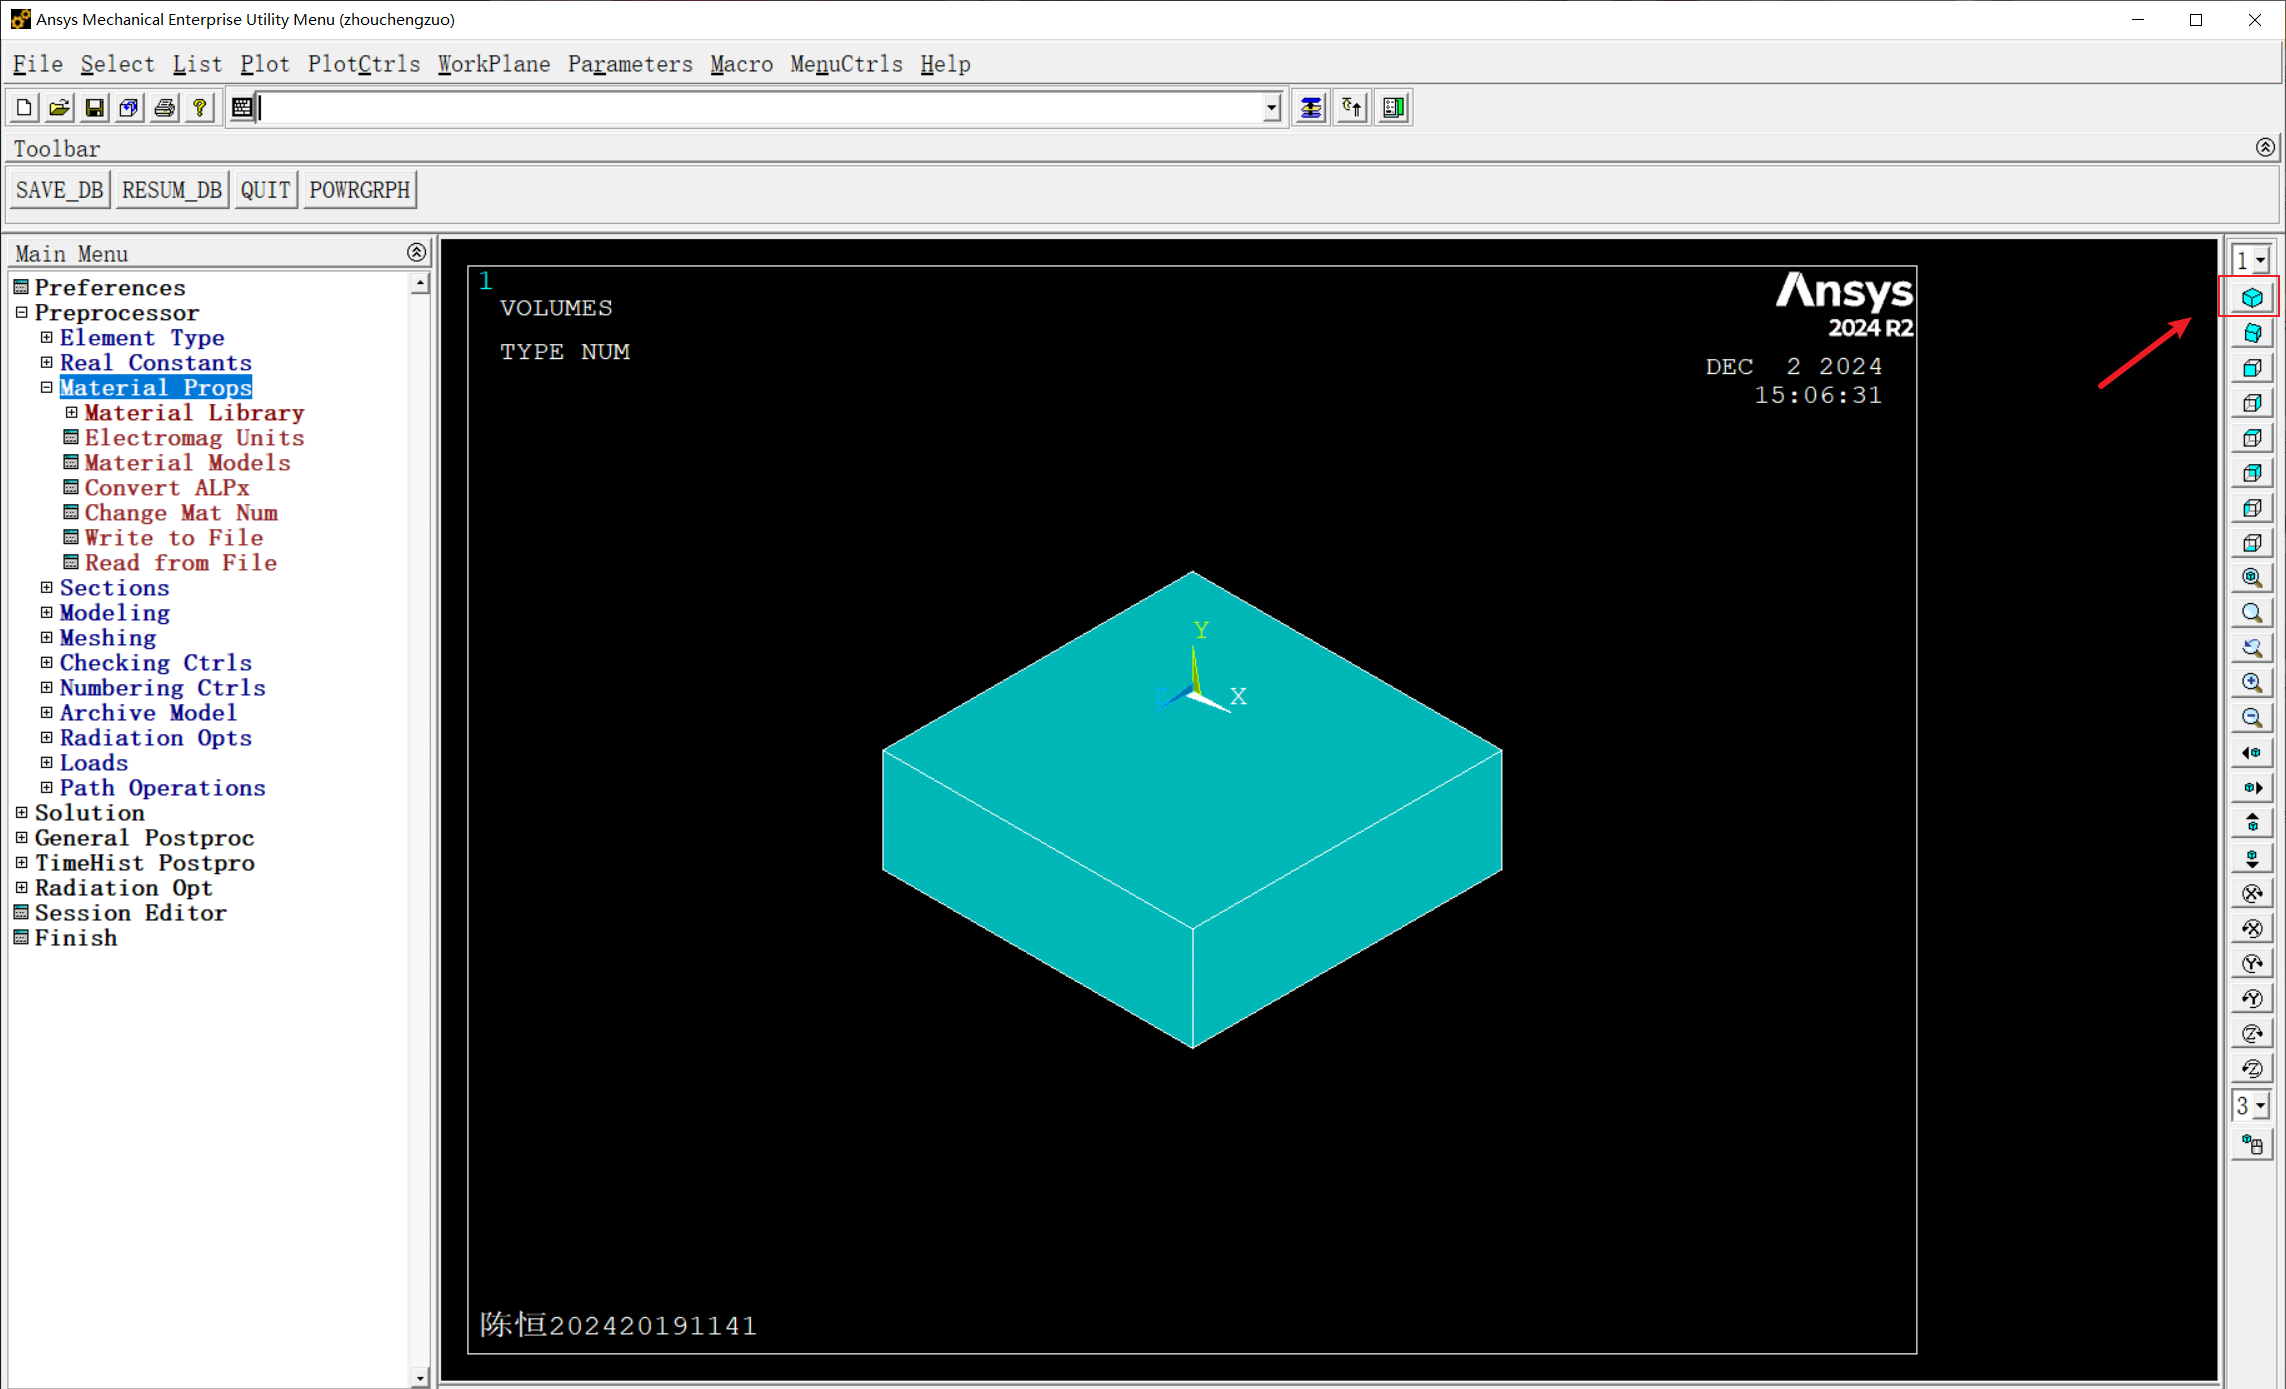 Ansys Mechanical Enterprise Utility Menu (zhouchengzuo)
File Select List Plot PlotCtrls WorkPlane Parameters Macro MenuCtrls Help
Toolbar
SAVE_DB RESUM_DB QUIT POWRGRPH
Main Menu
Preferences
Preprocessor
Element Type
Real Constants
Material Props
Material Library
Electromag Units
Material Models
Convert ALPx
Change Mat Num
Write to File
Read from File
Sections
Modeling
Meshing
Checking Ctrls
Numbering Ctrls
Archive Model
Radiation Opts
Loads
Path Operations
Solution
General Postproc
TimeHist Postpro
Radiation Opt
Session Editor
Finish
1
VOLUMES
TYPE NUM
Ansys
2024 R2
DEC 2 2024
15:06:31
Y
Z
X
陈恒202420191141
1
X
X
Y
Y
Z
Z
3